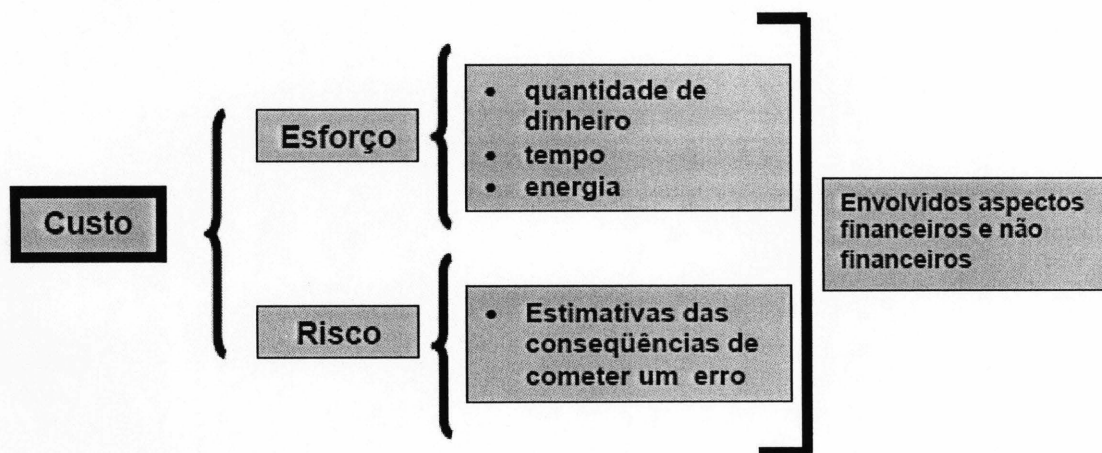 Custo
Esforço
• quantidade de
dinheiro
• tempo
• energia
Risco
• Estimativas das
conseqüências de
cometer um erro
Envolvidos aspectos
financeiros e não
financeiros